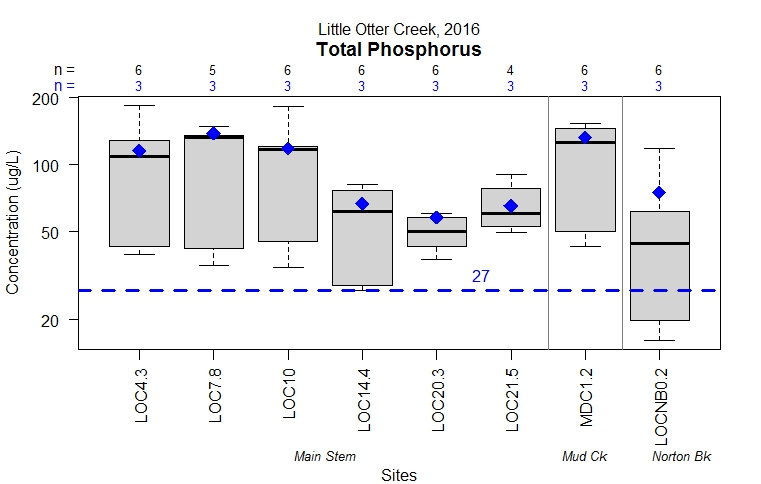 Little Otter Creek, 2016
Total Phosphorus
n = 6 5 6 6 6 4 6 6
n = 3 3 3 3 3 3 3 3
200
100
50
20
Concentration (ug/L)
27
LOC4.3 LOC7.8 LOC10 LOC14.4 LOC20.3 LOC21.5 MDC1.2 LOCNB0.2
Main Stem Mud Ck Norton Bk
Sites